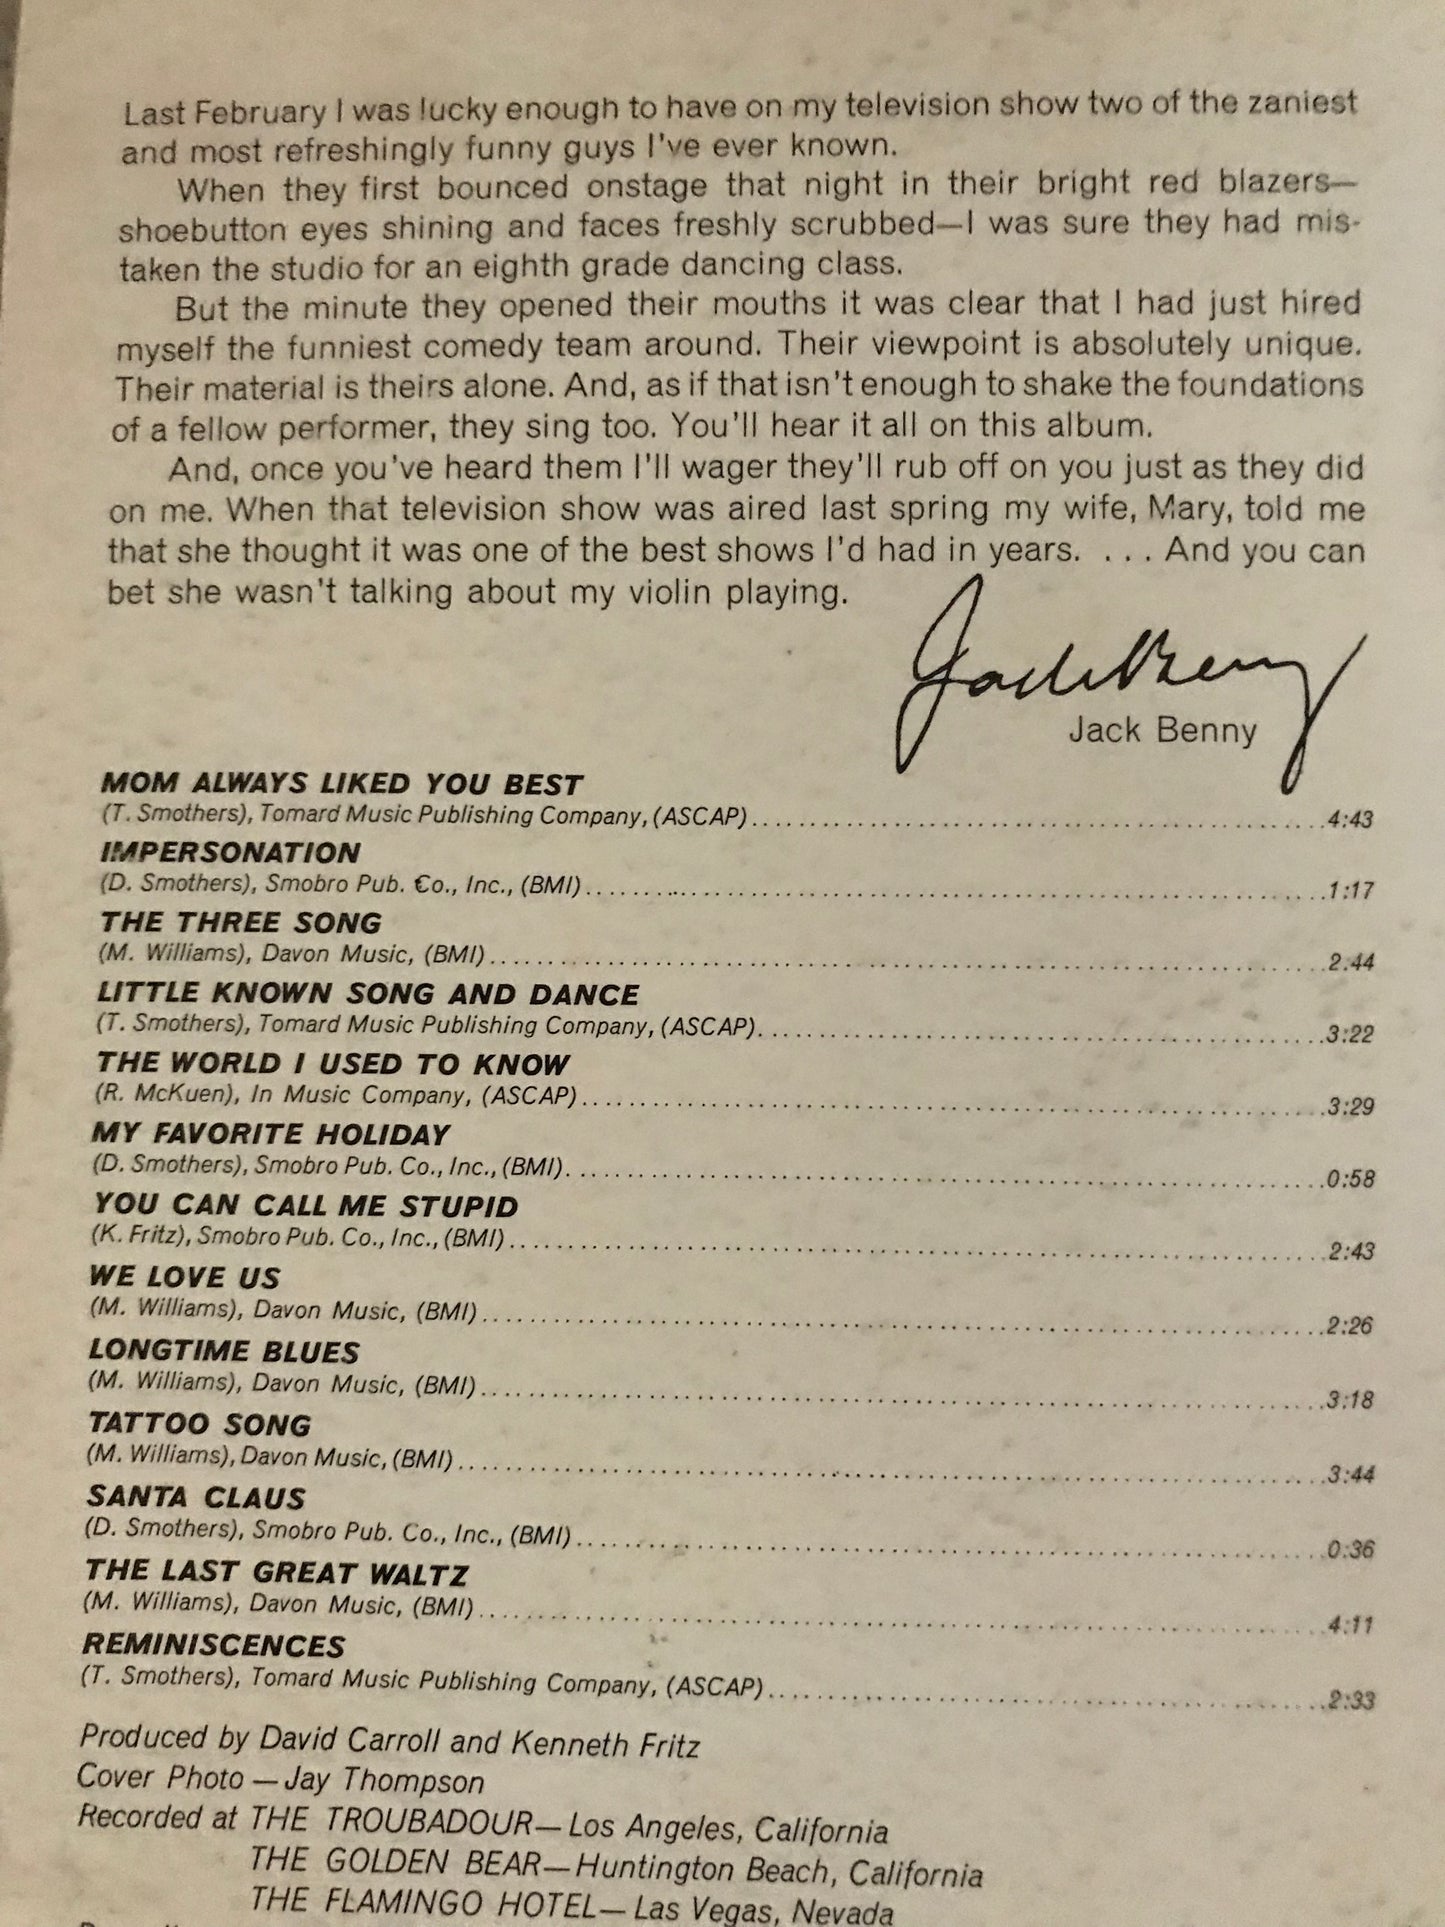 Last February I was lucky enough to have on my television show two of the zaniest
and most refreshingly funny guys I've ever known.
When they first bounced onstage that night in their bright red blazers—
shoebutton eyes shining and faces freshly scrubbed—I was sure they had mis-
taken the studio for an eighth grade dancing class.
But the minute they opened their mouths it was clear that I had just hired
myself the funniest comedy team around. Their viewpoint is absolutely unique.
Their material is theirs alone. And, as if that isn't enough to shake the foundations
of a fellow performer, they sing too. You'll hear it all on this album.
And, once you've heard them I'll wager they'll rub off on you just as they did
on me. When that television show was aired last spring my wife, Mary, told me
that she thought it was one of the best shows I'd had in years. . . . And you can
bet she wasn't talking about my violin playing.
Jack Benny
Jack Benny
MOM ALWAYS LIKED YOU BEST
(T. Smothers), Tomard Music Publishing Company, (ASCAP) 4:43
IMPERSONATION
(D. Smothers), Smobro Pub. Co., Inc., (BMI) 1:17
THE THREE SONG
(M. Williams), Davon Music, (BMI) 2:44
LITTLE KNOWN SONG AND DANCE
(T. Smothers), Tomard Music Publishing Company, (ASCAP) 3:22
THE WORLD I USED TO KNOW
(R. McKuen), In Music Company, (ASCAP) 3:29
MY FAVORITE HOLIDAY
(D. Smothers), Smobro Pub. Co., Inc., (BMI) 0:58
YOU CAN CALL ME STUPID
(K. Fritz), Smobro Pub. Co., Inc., (BMI) 2:43
WE LOVE US
(M. Williams), Davon Music, (BMI) 2:26
LONGTIME BLUES
(M. Williams), Davon Music, (BMI) 3:18
TATTOO SONG
(M. Williams), Davon Music, (BMI) 3:44
SANTA CLAUS
(D. Smothers), Smobro Pub. Co., Inc., (BMI) 0:36
THE LAST GREAT WALTZ
(M. Williams), Davon Music, (BMI) 4:11
REMINISCENCES
(T. Smothers), Tomard Music Publishing Company, (ASCAP) 2:33
Produced by David Carroll and Kenneth Fritz
Cover Photo — Jay Thompson
Recorded at THE TROUBADOUR— Los Angeles, California
THE GOLDEN BEAR—Huntington Beach, California
THE FLAMINGO HOTEL— Las Vegas, Nevada